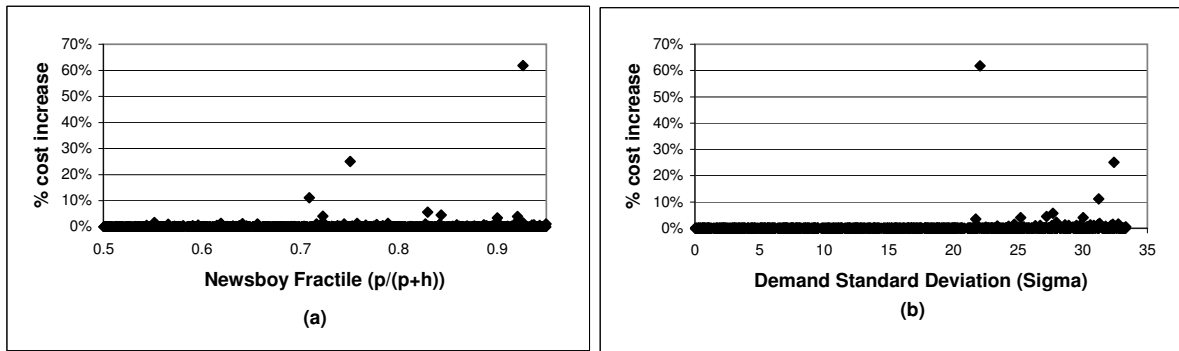 % cost increase
70%
60%
50%
40%
30%
20%
10%
0%
0.5 0.6 0.7 0.8 0.9
Newsboy Fractile (p/(p+h))
(a)
% cost increase
70%
60%
50%
40%
30%
20%
10%
0%
0 5 10 15 20 25 30 35
Demand Standard Deviation (Sigma)
(b)